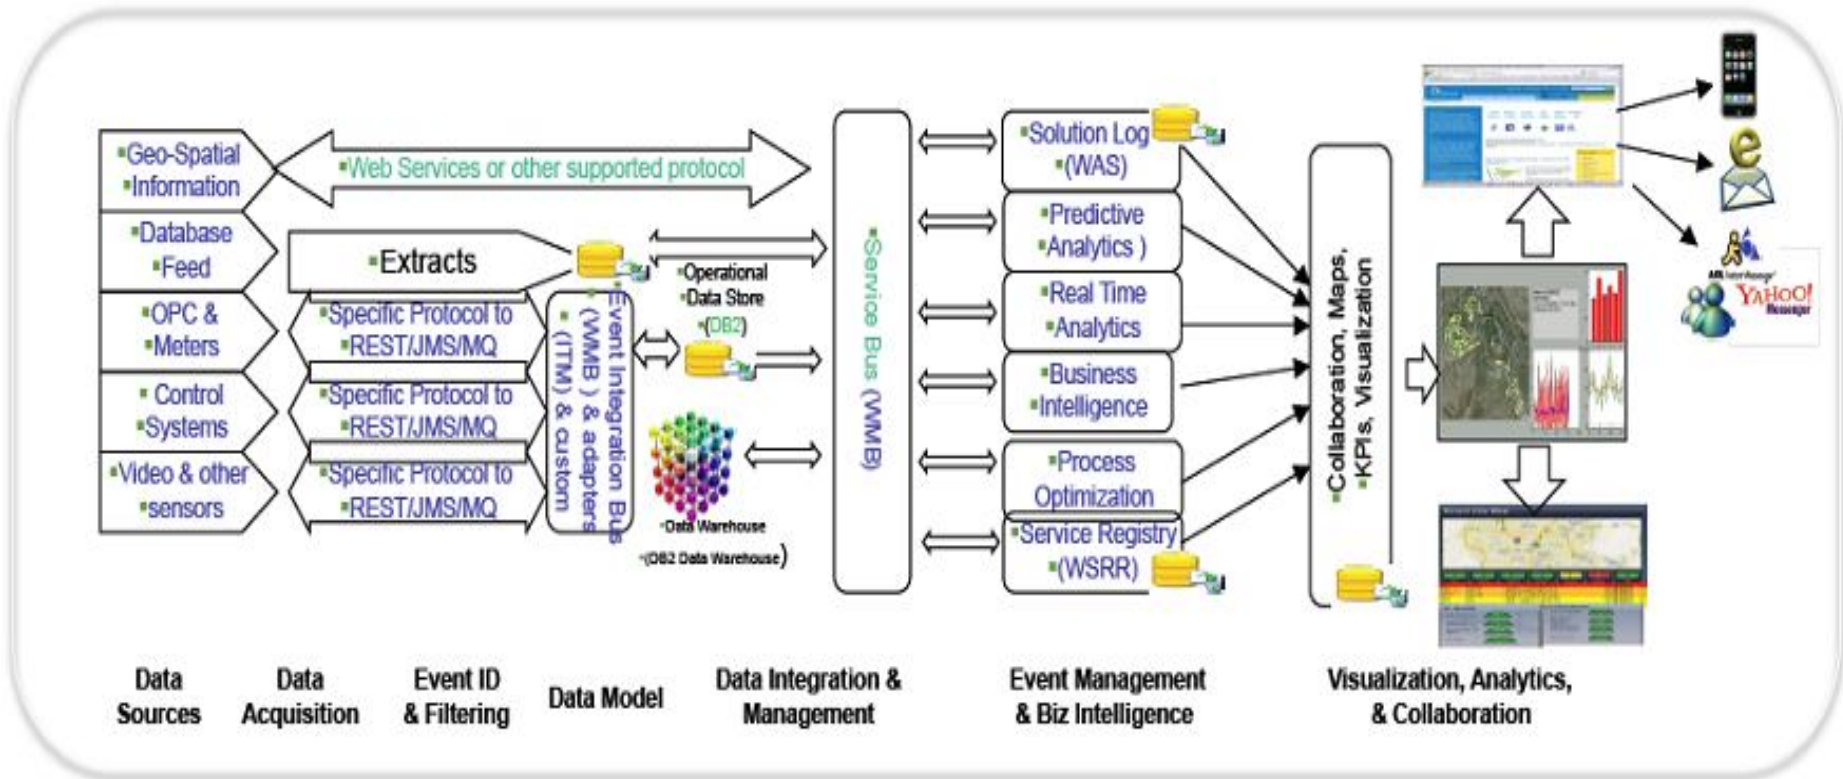 Geo-Spatial
Information
Database
Feed
OPC &
Meters
Control
Systems
Video & other
sensors
Web Services or other supported protocol
Extracts
Specific Protocol to
REST/JMS/MQ
Specific Protocol to
REST/JMS/MQ
Specific Protocol to
REST/JMS/MQ
Event Integration Bus
(WMB ) & adapters
(ITM) & custom
Operational
Data Store
(DB2)
Data Warehouse
(DB2 Data Warehouse)
Service Bus (WMB)
Solution Log
(WAS)
Predictive
Analytics )
Real Time
Analytics
Business
Intelligence
Process
Optimization
Service Registry
(WSRR)
Collaboration, Maps,
KPIs, Visualization
YAHOO!
Messenger
Data
Sources
Data
Acquisition
Event ID
& Filtering
Data Model
Data Integration &
Management
Event Management
& Biz Intelligence
Visualization, Analytics,
& Collaboration